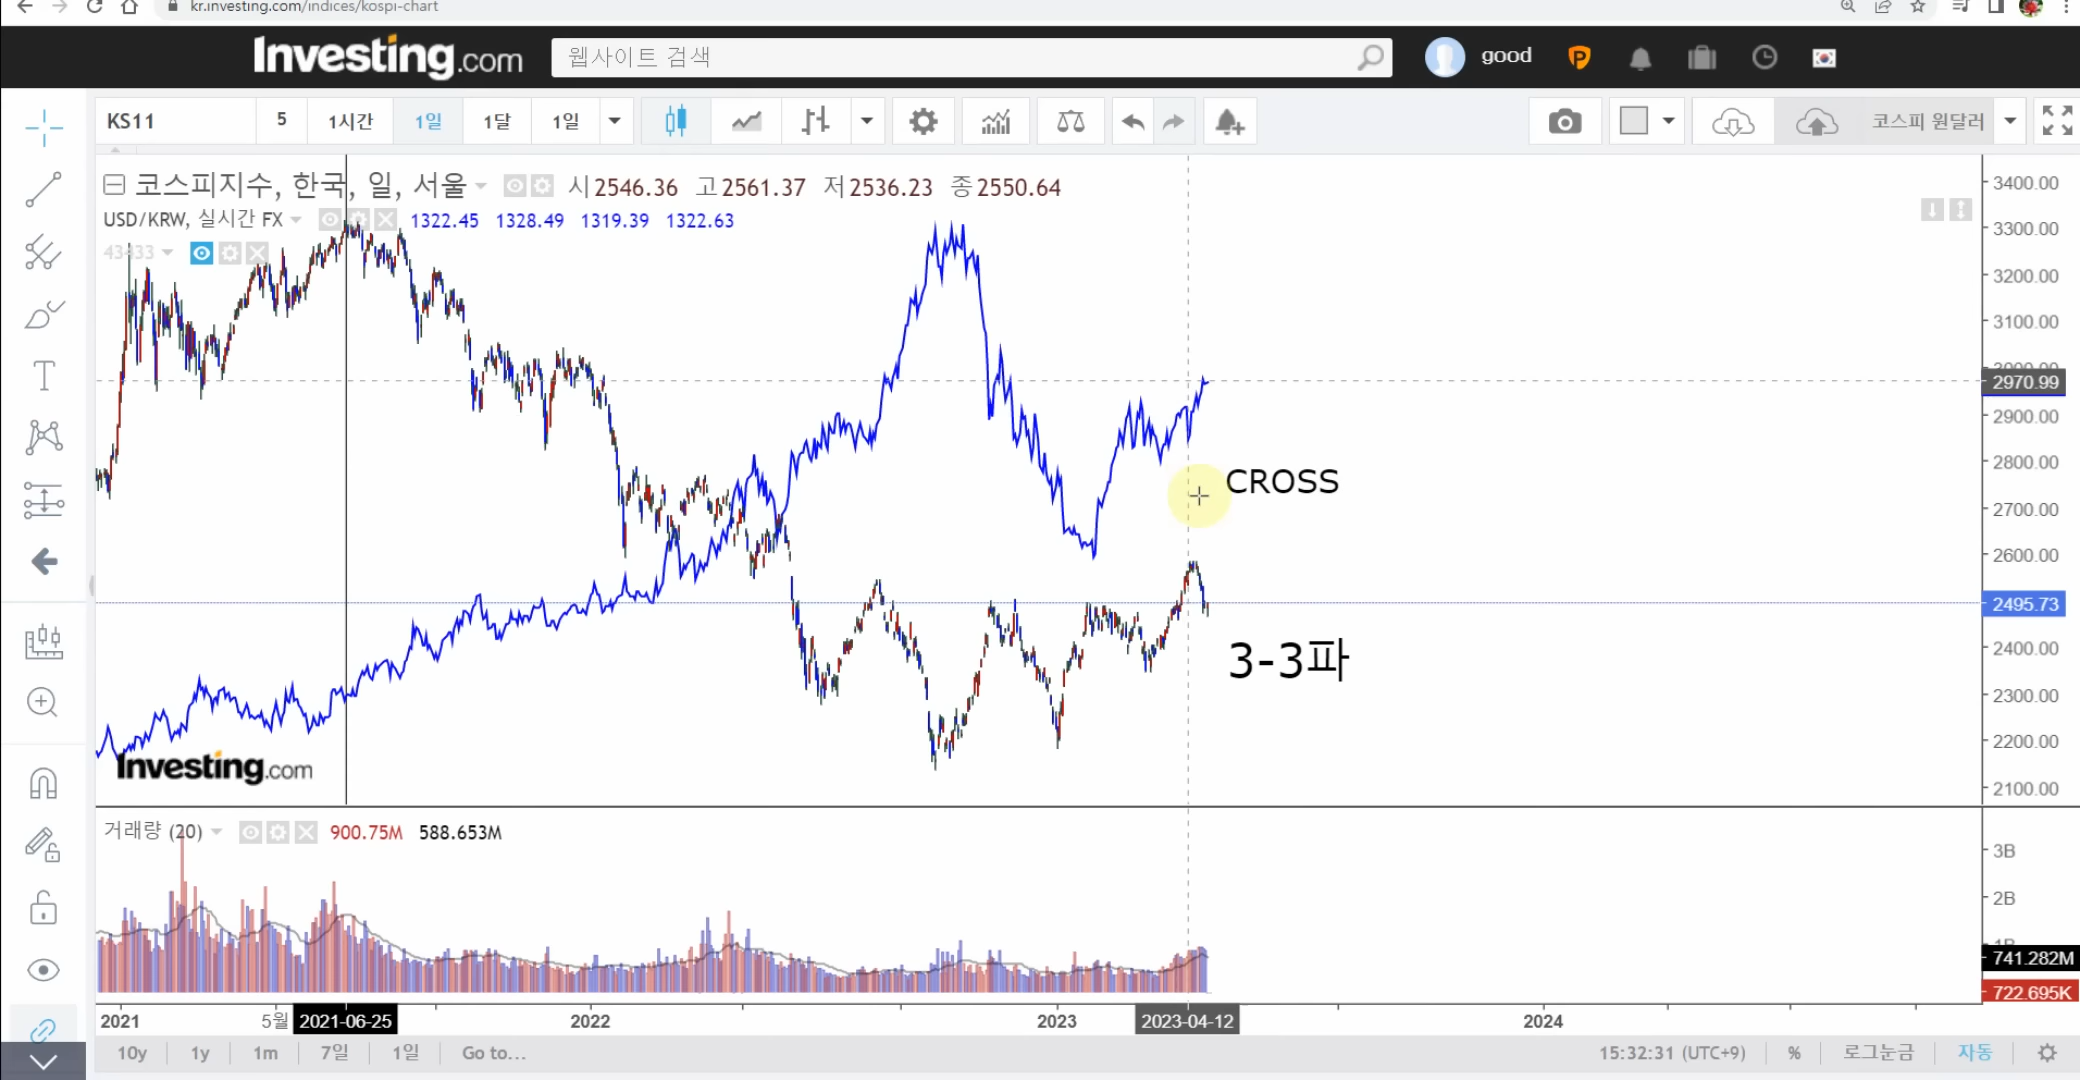 kr.investing.com/indices/kospi-chart
Investing.com
웹사이트 검색
good
KS11
5
1시간
1일
1달
1일
코스피 원달러
코스피지수, 한국, 일, 서울 시2546.36 고2561.37 저2536.23 종2550.64
USD/KRW, 실시간 FX 1322.45 1328.49 1319.39 1322.63
43433
3400.00
3300.00
3200.00
3100.00
2970.99
2900.00
2800.00
2700.00
2600.00
2495.73
2400.00
2300.00
2200.00
2100.00
CROSS
3-3파
Investing.com
거래량 (20) 900.75M 588.653M
3B
2B
741.282M
722.695K
2021 5월 2021-06-25 2022 2023 2023-04-12 2024
10y 1y 1m 7일 1일 Go to... 15:32:31 (UTC+9) % 로그눈금 자동